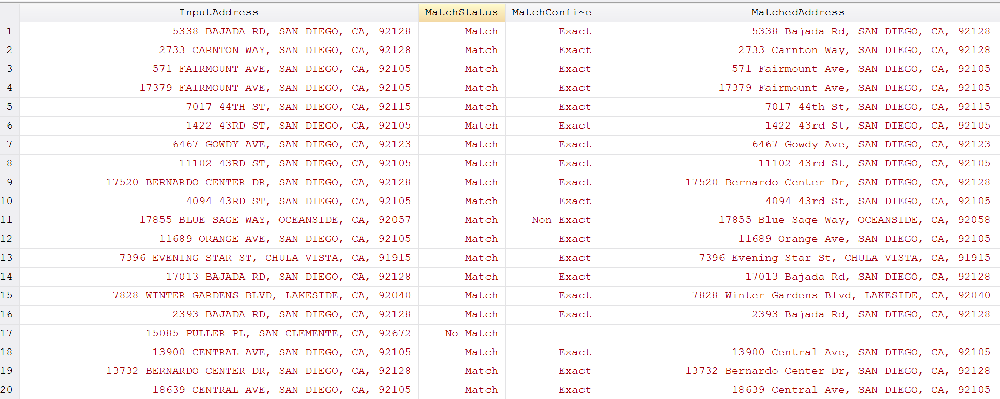 InputAddress MatchStatus MatchConfi~e MatchedAddress
1 5338 BAJADA RD, SAN DIEGO, CA, 92128 Match Exact 5338 Bajada Rd, SAN DIEGO, CA, 92128
2 2733 CARNTON WAY, SAN DIEGO, CA, 92128 Match Exact 2733 Carnton Way, SAN DIEGO, CA, 92128
3 571 FAIRMOUNT AVE, SAN DIEGO, CA, 92105 Match Exact 571 Fairmount Ave, SAN DIEGO, CA, 92105
4 17379 FAIRMOUNT AVE, SAN DIEGO, CA, 92105 Match Exact 17379 Fairmount Ave, SAN DIEGO, CA, 92105
5 7017 44TH ST, SAN DIEGO, CA, 92115 Match Exact 7017 44th St, SAN DIEGO, CA, 92115
6 1422 43RD ST, SAN DIEGO, CA, 92105 Match Exact 1422 43rd St, SAN DIEGO, CA, 92105
7 6467 GOWDY AVE, SAN DIEGO, CA, 92123 Match Exact 6467 Gowdy Ave, SAN DIEGO, CA, 92123
8 11102 43RD ST, SAN DIEGO, CA, 92105 Match Exact 11102 43rd St, SAN DIEGO, CA, 92105
9 17520 BERNARDO CENTER DR, SAN DIEGO, CA, 92128 Match Exact 17520 Bernardo Center Dr, SAN DIEGO, CA, 92128
10 4094 43RD ST, SAN DIEGO, CA, 92105 Match Exact 4094 43rd St, SAN DIEGO, CA, 92105
11 17855 BLUE SAGE WAY, OCEANSIDE, CA, 92057 Match Non_Exact 17855 Blue Sage Way, OCEANSIDE, CA, 92058
12 11689 ORANGE AVE, SAN DIEGO, CA, 92105 Match Exact 11689 Orange Ave, SAN DIEGO, CA, 92105
13 7396 EVENING STAR ST, CHULA VISTA, CA, 91915 Match Exact 7396 Evening Star St, CHULA VISTA, CA, 91915
14 17013 BAJADA RD, SAN DIEGO, CA, 92128 Match Exact 17013 Bajada Rd, SAN DIEGO, CA, 92128
15 7828 WINTER GARDENS BLVD, LAKESIDE, CA, 92040 Match Exact 7828 Winter Gardens Blvd, LAKESIDE, CA, 92040
16 2393 BAJADA RD, SAN DIEGO, CA, 92128 Match Exact 2393 Bajada Rd, SAN DIEGO, CA, 92128
17 15085 PULLER PL, SAN CLEMENTE, CA, 92672 No_Match
18 13900 CENTRAL AVE, SAN DIEGO, CA, 92105 Match Exact 13900 Central Ave, SAN DIEGO, CA, 92105
19 13732 BERNARDO CENTER DR, SAN DIEGO, CA, 92128 Match Exact 13732 Bernardo Center Dr, SAN DIEGO, CA, 92128
20 18639 CENTRAL AVE, SAN DIEGO, CA, 92105 Match Exact 18639 Central Ave, SAN DIEGO, CA, 92105